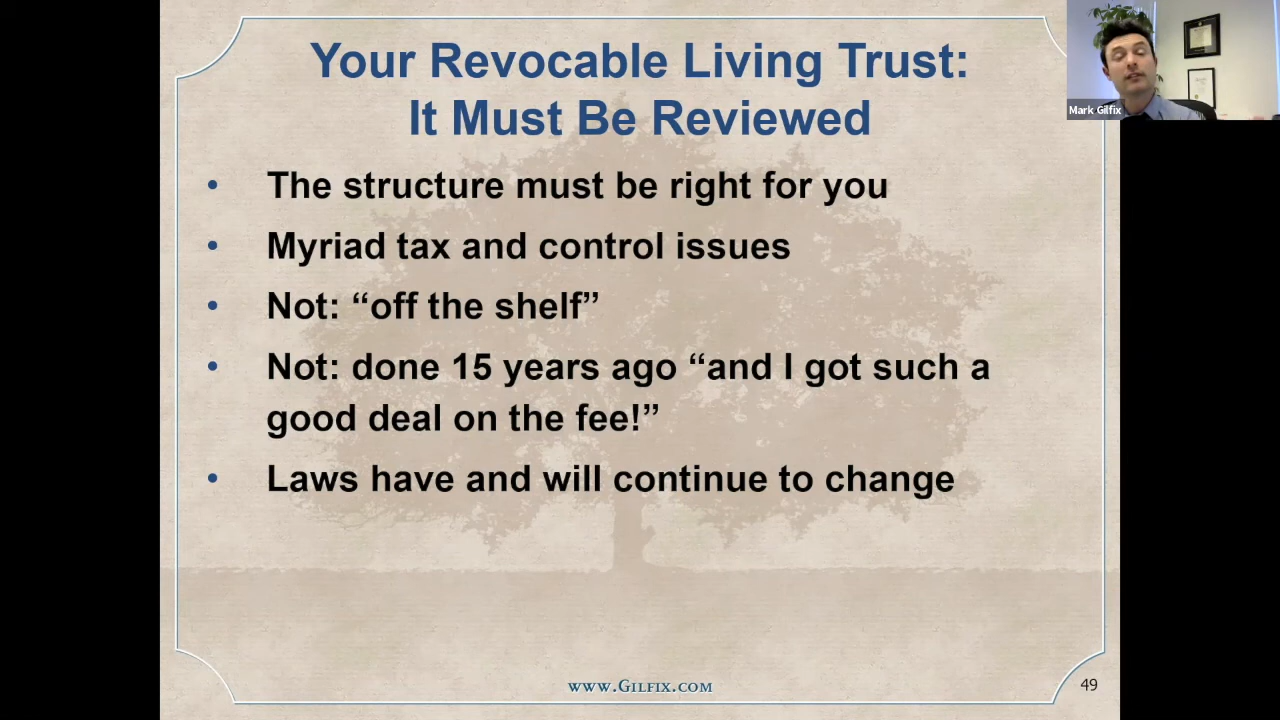 Your Revocable Living Trust:
It Must Be Reviewed
• The structure must be right for you
• Myriad tax and control issues
• Not: “off the shelf”
• Not: done 15 years ago “and I got such a
good deal on the fee!”
• Laws have and will continue to change
www.Gilfix.com
49
Mark Gilfix